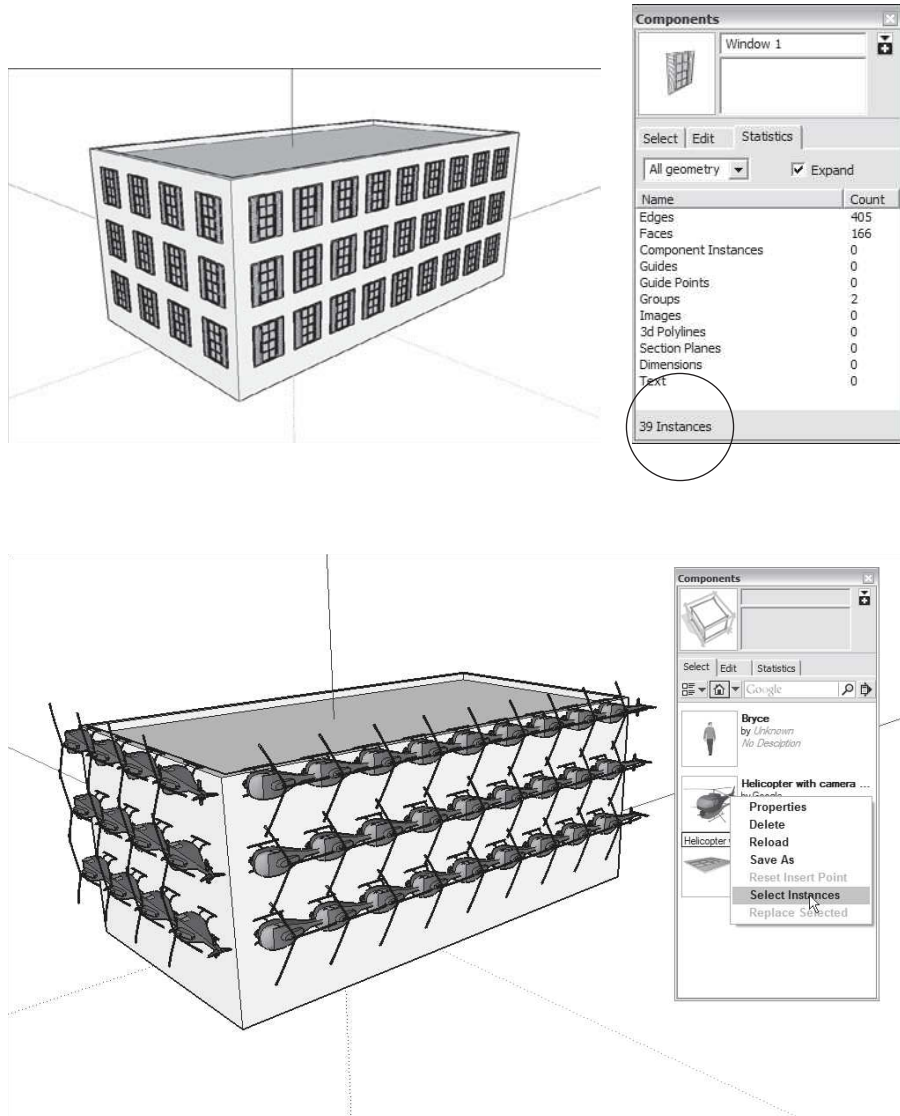 Components
Window 1
Select Edit Statistics
All geometry Expand
Name Count
Edges 405
Faces 166
Component Instances 0
Guides 0
Guide Points 0
Groups 2
Images 0
3d Polylines 0
Section Planes 0
Dimensions 0
Text 0
39 Instances
Components
Select Edit Statistics
Google
Bryce
by Unknown
No Desciption
Helicopter with camera ...
by Google
Properties
Delete
Reload
Save As
Reset Insert Point
Select Instances
Replace Selected
Helicopter